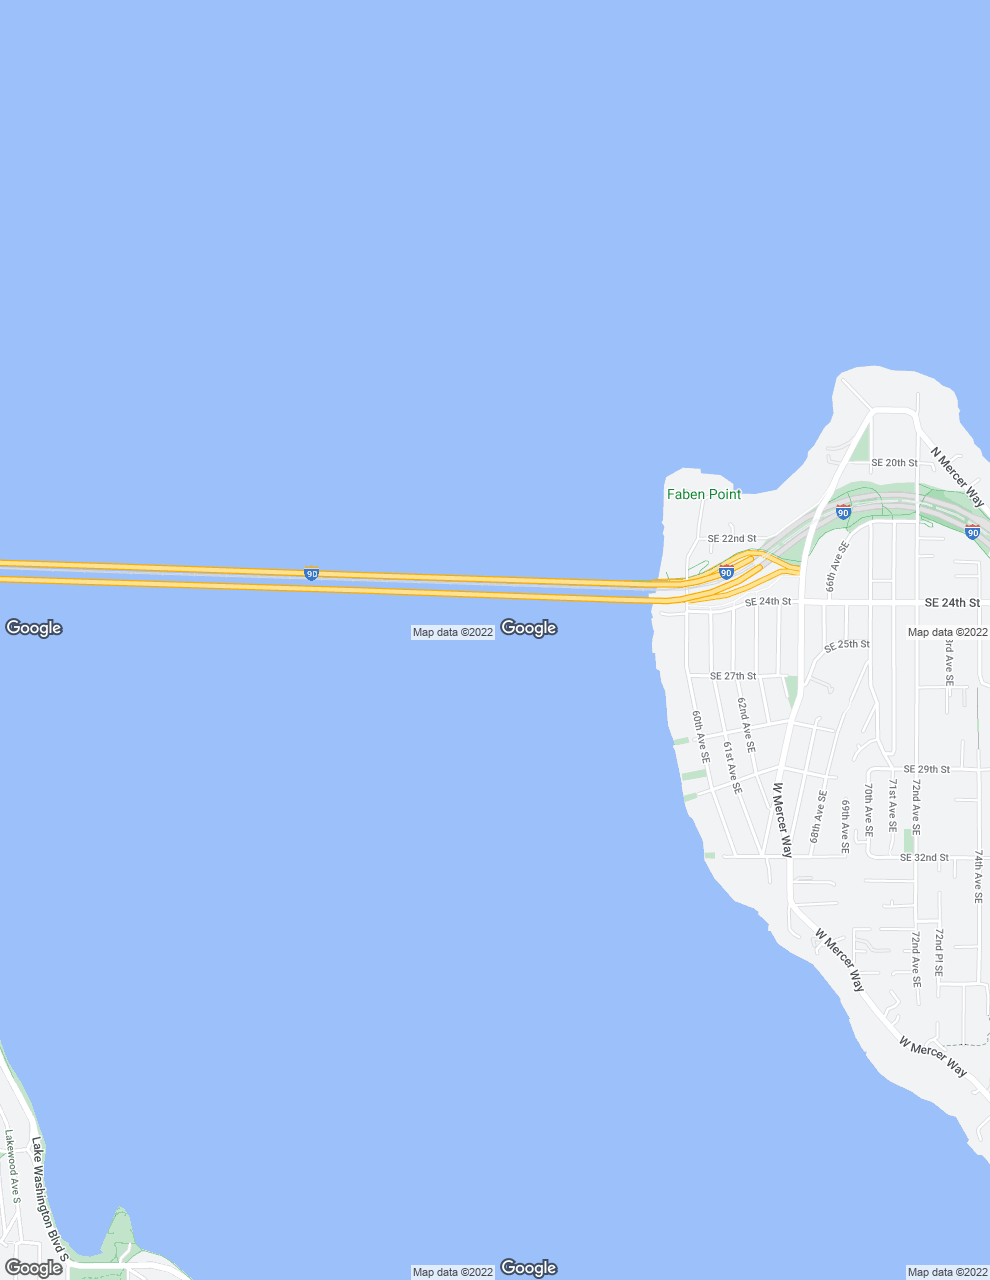 Faben Point
SE 20th St
N Mercer Way
90
90
SE 22nd St
66th Ave SE
90
90
SE 24th St
SE 24th St
Google
Map data ©2022
Google
Map data ©2022
SE 25th St
3rd Ave SE
SE 27th St
60th Ave SE
62nd Ave SE
61st Ave SE
W Mercer Way
68th Ave SE
69th Ave SE
70th Ave SE
71st Ave SE
72nd Ave SE
SE 29th St
SE 32nd St
74th Ave SE
W Mercer Way
72nd Ave SE
72nd Pl SE
W Mercer Way
Lakewood Ave S
Lake Washington Blvd S
Google
Map data ©2022
Google
Map data ©2022